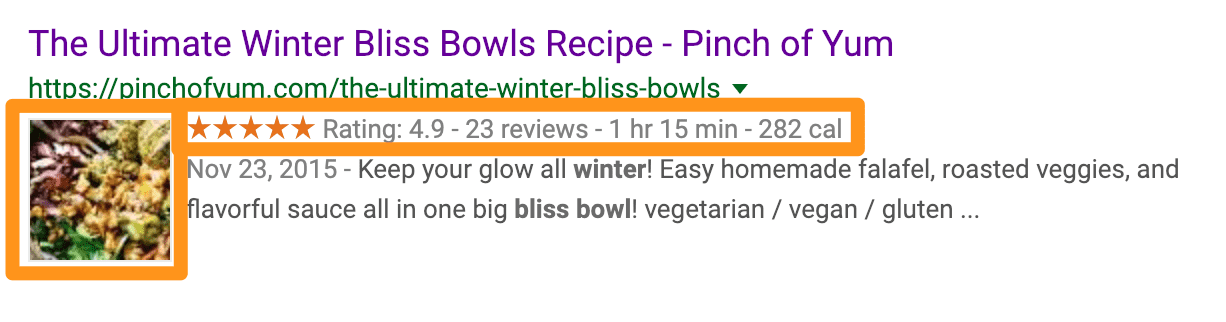 The Ultimate Winter Bliss Bowls Recipe - Pinch of Yum
https://pinchofyum.com/the-ultimate-winter-bliss-bowls
Rating: 4.9 - 23 reviews - 1 hr 15 min - 282 cal
Nov 23, 2015 - Keep your glow all winter! Easy homemade falafel, roasted veggies, and
flavorful sauce all in one big bliss bowl! vegetarian / vegan / gluten ...